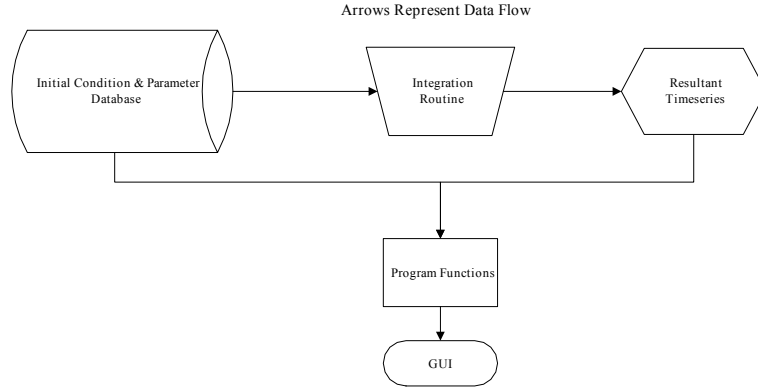 Arrows Represent Data Flow
Initial Condition & Parameter
Database
Integration
Routine
Resultant
Timeseries
Program Functions
GUI